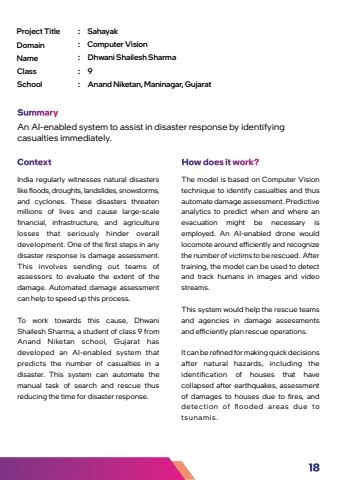 Project Title : Sahayak
Domain : Computer Vision
Name : Dhwani Shailesh Sharma
Class : 9
School : Anand Niketan, Maninagar, Gujarat
Summary
An AI-enabled system to assist in disaster response by identifying
casualties immediately.
Context
India regularly witnesses natural disasters
like floods, droughts, landslides, snowstorms,
and cyclones. These disasters threaten
millions of lives and cause large-scale
financial, infrastructure, and agriculture
losses that seriously hinder overall
development. One of the first steps in any
disaster response is damage assessment.
This involves sending out teams of
assessors to evaluate the extent of the
damage. Automated damage assessment
can help to speed up this process.
To work towards this cause, Dhwani
Shailesh Sharma, a student of class 9 from
Anand Niketan school, Gujarat has
developed an AI-enabled system that
predicts the number of casualties in a
disaster. This system can automate the
manual task of search and rescue thus
reducing the time for disaster response.
How does it work?
The model is based on Computer Vision
technique to identify casualties and thus
automate damage assessment. Predictive
analytics to predict when and where an
evacuation might be necessary is
employed. An AI-enabled drone would
locomote around efficiently and recognize
the number of victims to be rescued. After
training, the model can be used to detect
and track humans in images and video
streams.
This system would help the rescue teams
and agencies in damage assessments
and efficiently plan rescue operations.
It can be refined for making quick decisions
after natural hazards, including the
identification of houses that have
collapsed after earthquakes, assessment
of damages to houses due to fires, and
detection of flooded areas due to
tsunamis.
18